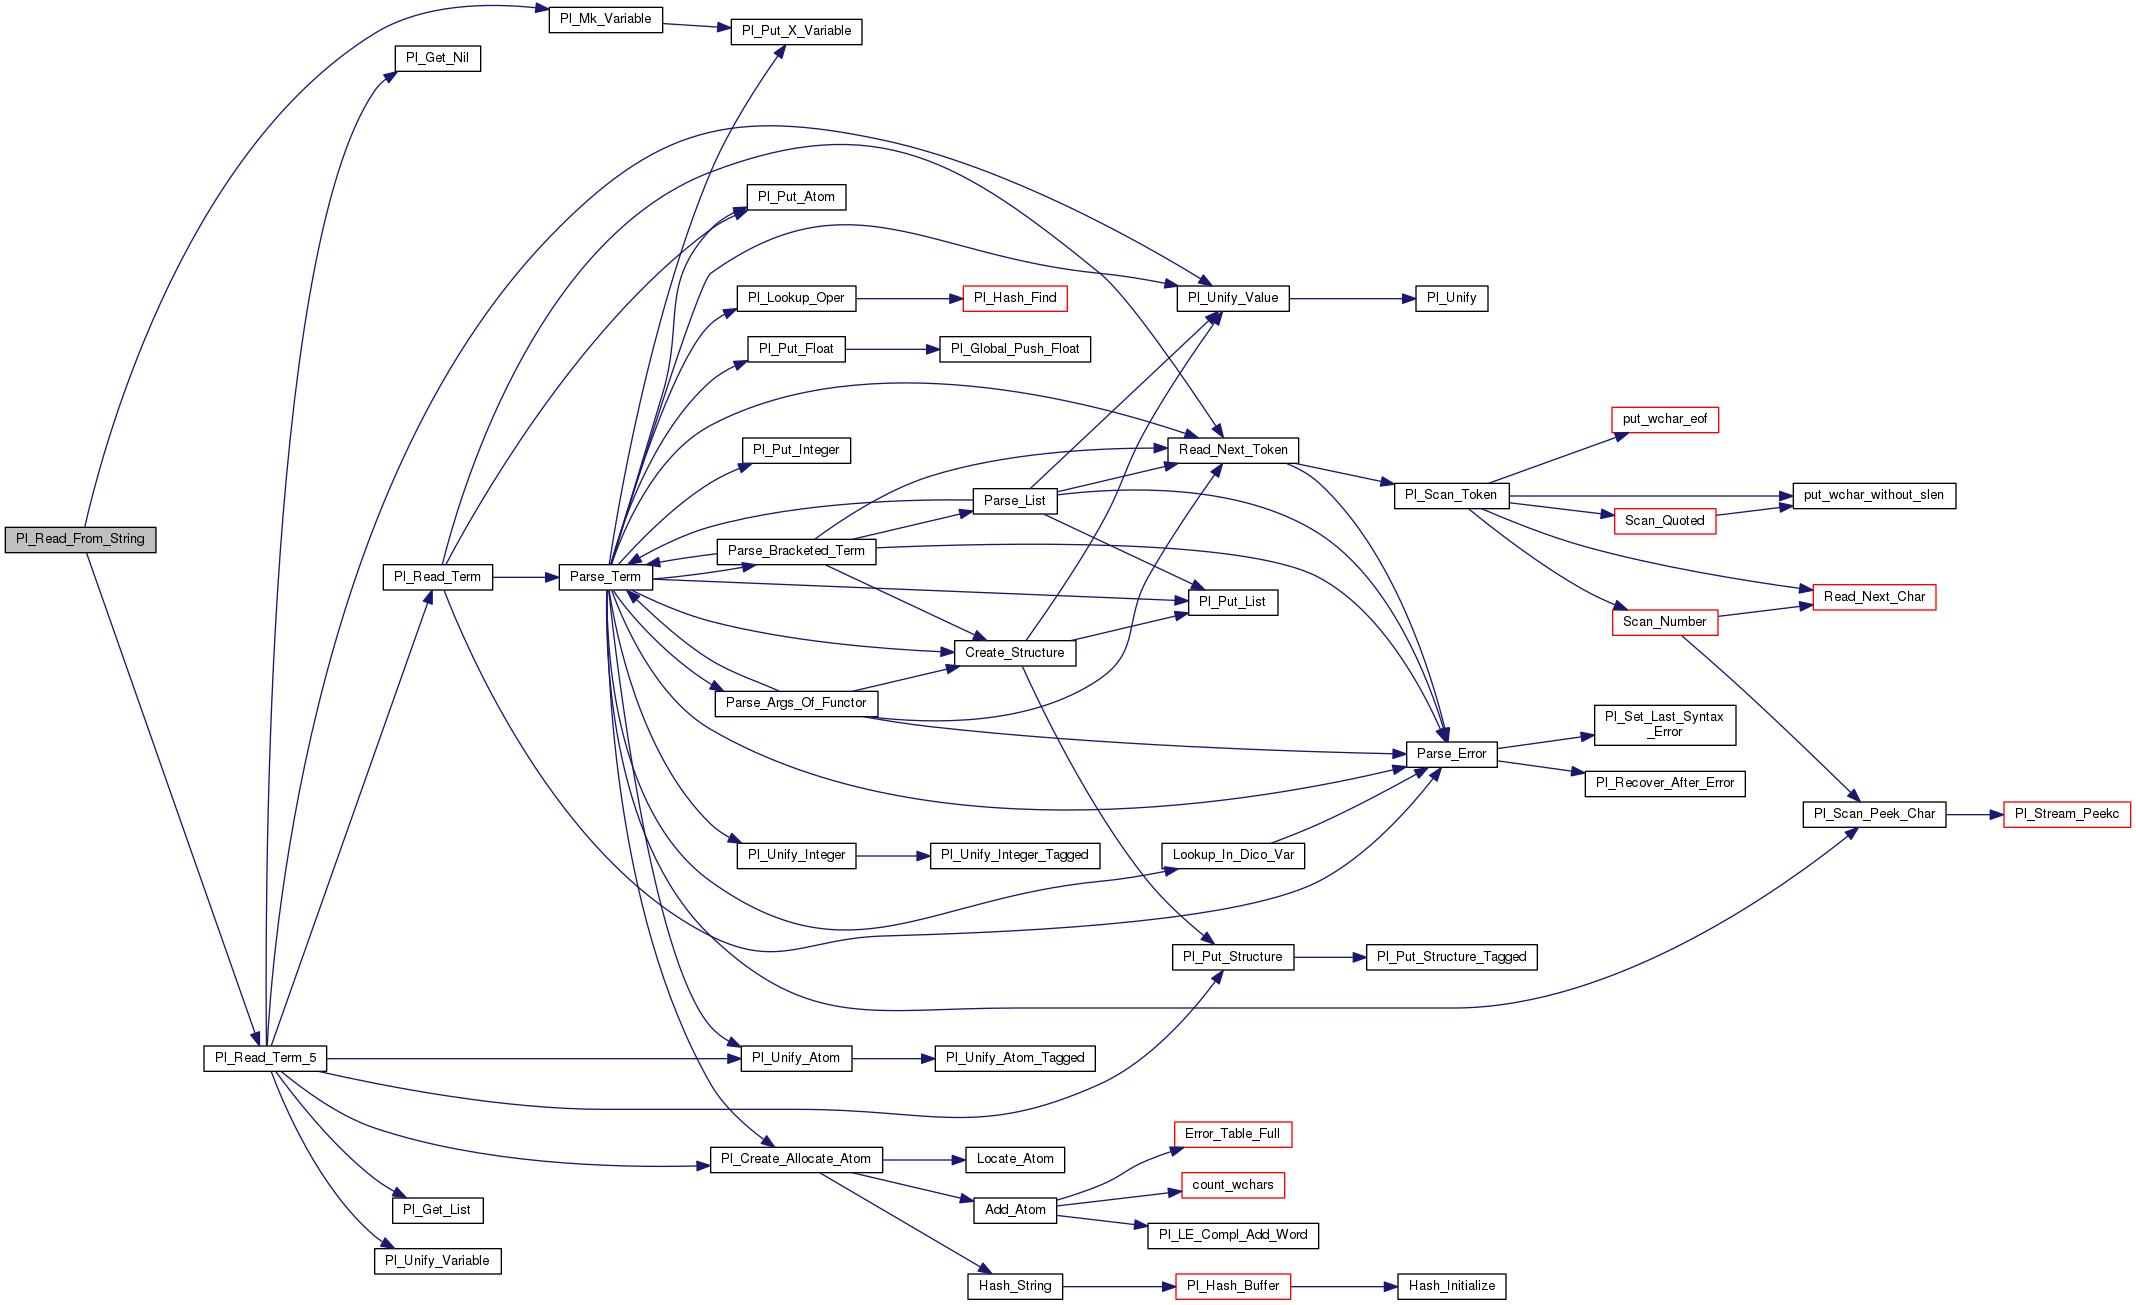 Pl_Mk_Variable
Pl_Put_X_Variable
Pl_Get_Nil
Pl_Put_Atom
Pl_Lookup_Oper
Pl_Hash_Find
Pl_Unify_Value
Pl_Unify
Pl_Put_Float
Pl_Global_Push_Float
put_wchar_eof
Pl_Put_Integer
Read_Next_Token
Parse_List
Pl_Scan_Token
put_wchar_without_slen
Scan_Quoted
Pl_Read_From_String
Parse_Bracketed_Term
Pl_Read_Term
Parse_Term
Pl_Put_List
Read_Next_Char
Scan_Number
Create_Structure
Parse_Args_Of_Functor
Pl_Set_Last_Syntax
_Error
Parse_Error
Pl_Recover_After_Error
Pl_Scan_Peek_Char
Pl_Stream_Peekc
Pl_Unify_Integer
Pl_Unify_Integer_Tagged
Lookup_In_Dico_Var
Pl_Put_Structure
Pl_Put_Structure_Tagged
Pl_Read_Term_5
Pl_Unify_Atom
Pl_Unify_Atom_Tagged
Error_Table_Full
Pl_Create_Allocate_Atom
Locate_Atom
count_wchars
Pl_Get_List
Add_Atom
Pl_LE_Compl_Add_Word
Pl_Unify_Variable
Hash_String
Pl_Hash_Buffer
Hash_Initialize